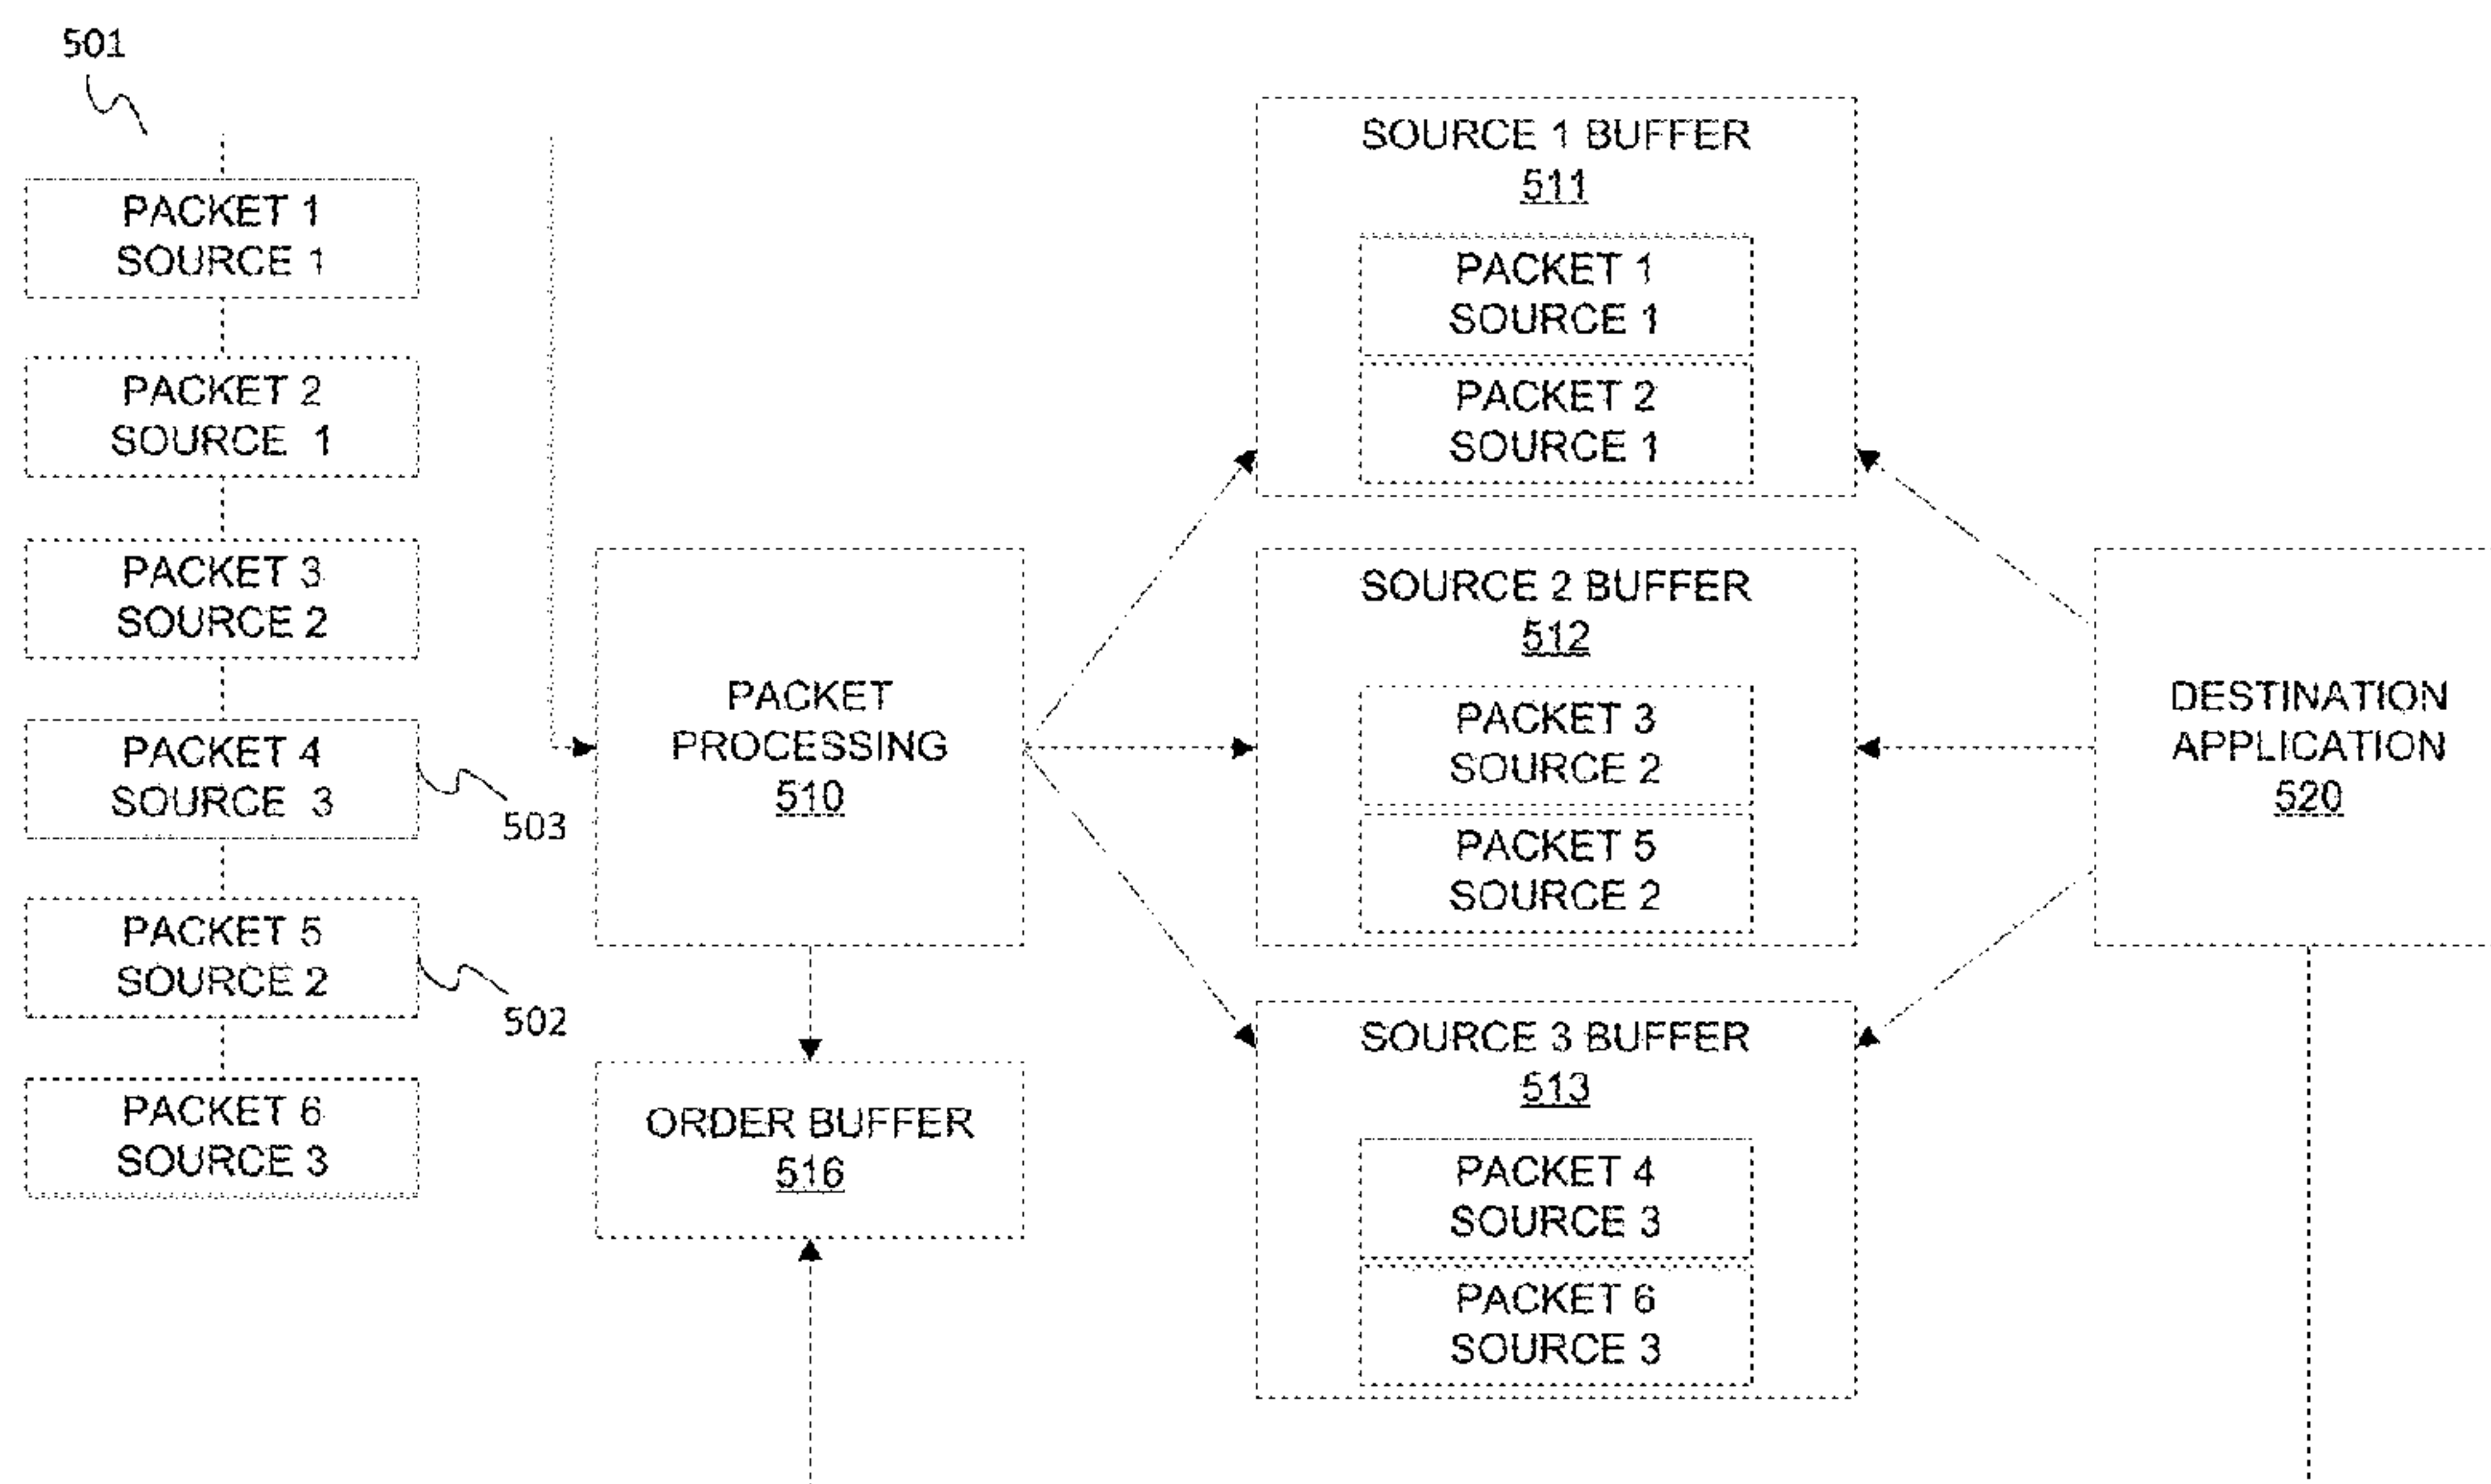 501
PACKET 1
SOURCE 1
PACKET 2
SOURCE 1
PACKET 3
SOURCE 2
PACKET 4
SOURCE 3
503
PACKET 5
SOURCE 2
502
PACKET 6
SOURCE 3
PACKET
PROCESSING
510
ORDER BUFFER
516
SOURCE 1 BUFFER
511
PACKET 1
SOURCE 1
PACKET 2
SOURCE 1
SOURCE 2 BUFFER
512
PACKET 3
SOURCE 2
PACKET 5
SOURCE 2
SOURCE 3 BUFFER
513
PACKET 4
SOURCE 3
PACKET 6
SOURCE 3
DESTINATION
APPLICATION
520